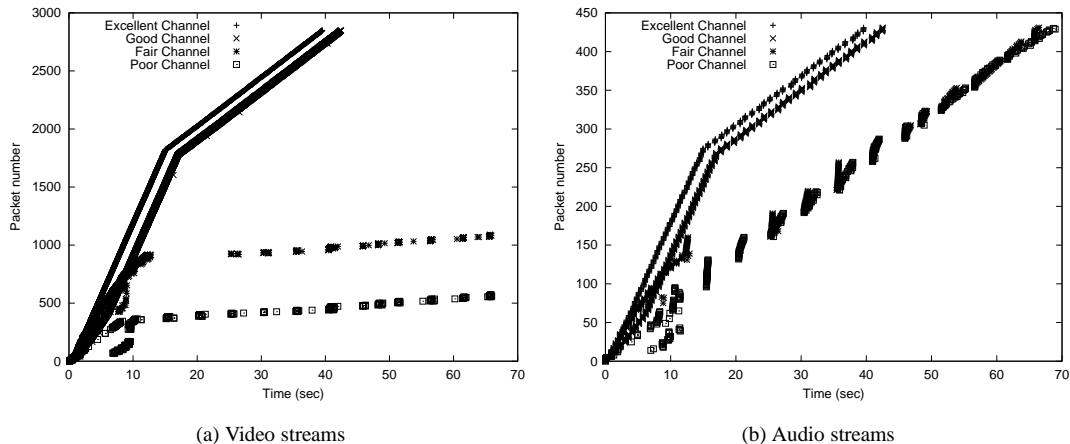 Excellent Channel
Good Channel
Fair Channel
Poor Channel
3000
2500
2000
1500
1000
500
0
Packet number
0 10 20 30 40 50 60 70
Time (sec)
(a) Video streams
Excellent Channel
Good Channel
Fair Channel
Poor Channel
450
400
350
300
250
200
150
100
50
0
Packet number
0 10 20 30 40 50 60 70
Time (sec)
(b) Audio streams